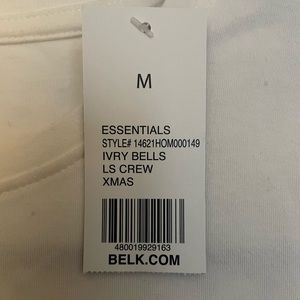 M
ESSENTIALS
STYLE# 14621HOM000149
IVRY BELLS
LS CREW
XMAS
480019929163
BELK.COM